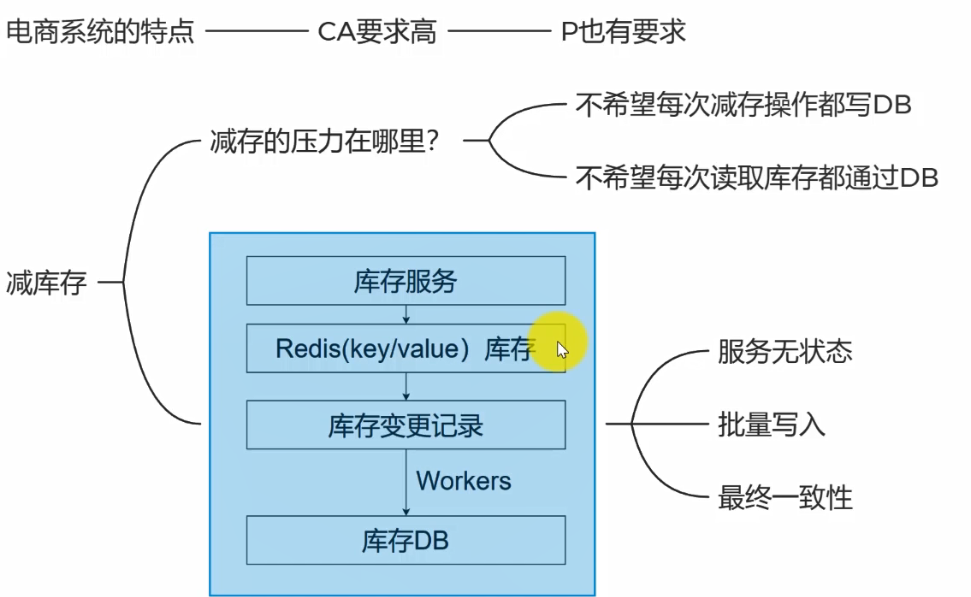 电商系统的特点
CA要求高
P也有要求
减库存
减存的压力在哪里？
不希望每次减存操作都写DB
不希望每次读取库存都通过DB
库存服务
Redis(key/value）库存
库存变更记录
Workers
库存DB
服务无状态
批量写入
最终一致性